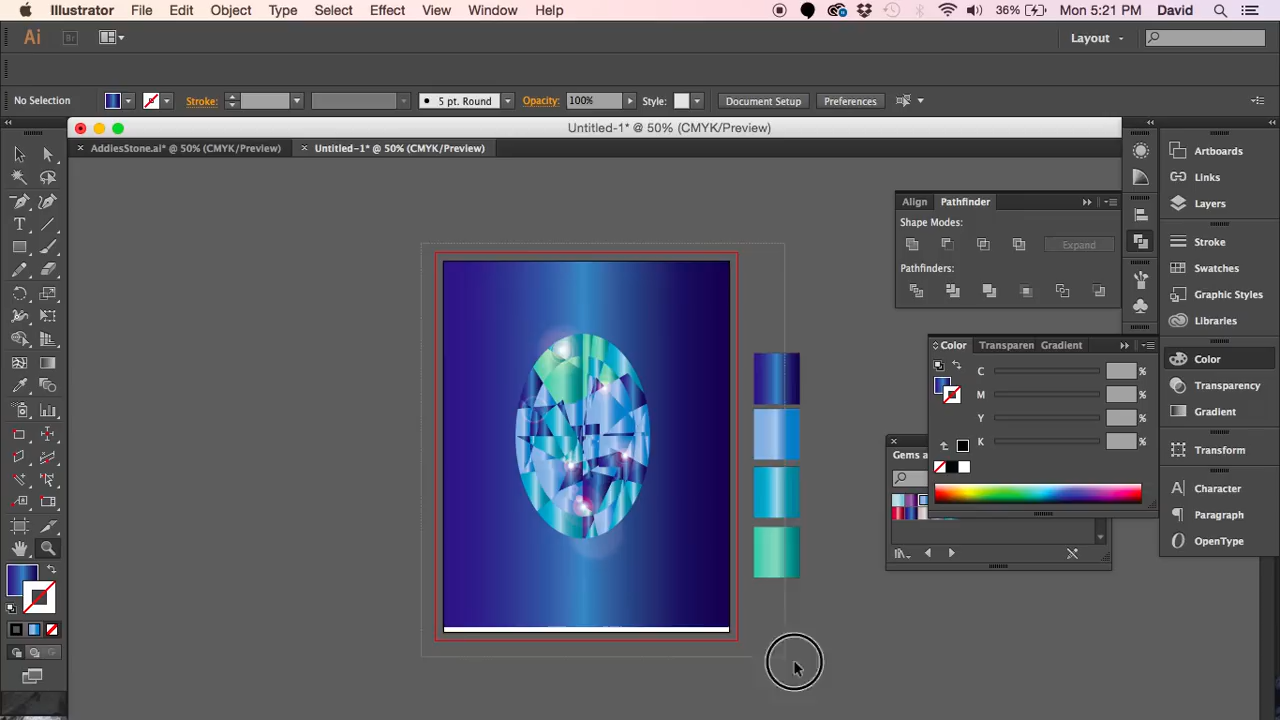 Illustrator File Edit Object Type Select Effect View Window Help 36% Mon 5:21 PM David
Ai Br Layout
No Selection Stroke: 5 pt. Round Opacity: 100% Style: Document Setup Preferences
Untitled-1* @ 50% (CMYK/Preview)
AddiesStone.ai* @ 50% (CMYK/Preview) Untitled-1* @ 50% (CMYK/Preview)
Align Pathfinder
Shape Modes:
Expand
Pathfinders:
Color Transparen Gradient
C %
M %
Y %
K %
Gems a
Artboards
Links
Layers
Stroke
Swatches
Graphic Styles
Libraries
Color
Transparency
Gradient
Transform
Character
Paragraph
OpenType